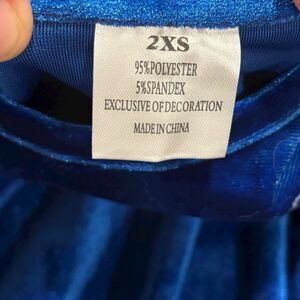 2XS
95%POLYESTER
5%SPANDEX
EXCLUSIVE OF DECORATION
MADE IN CHINA